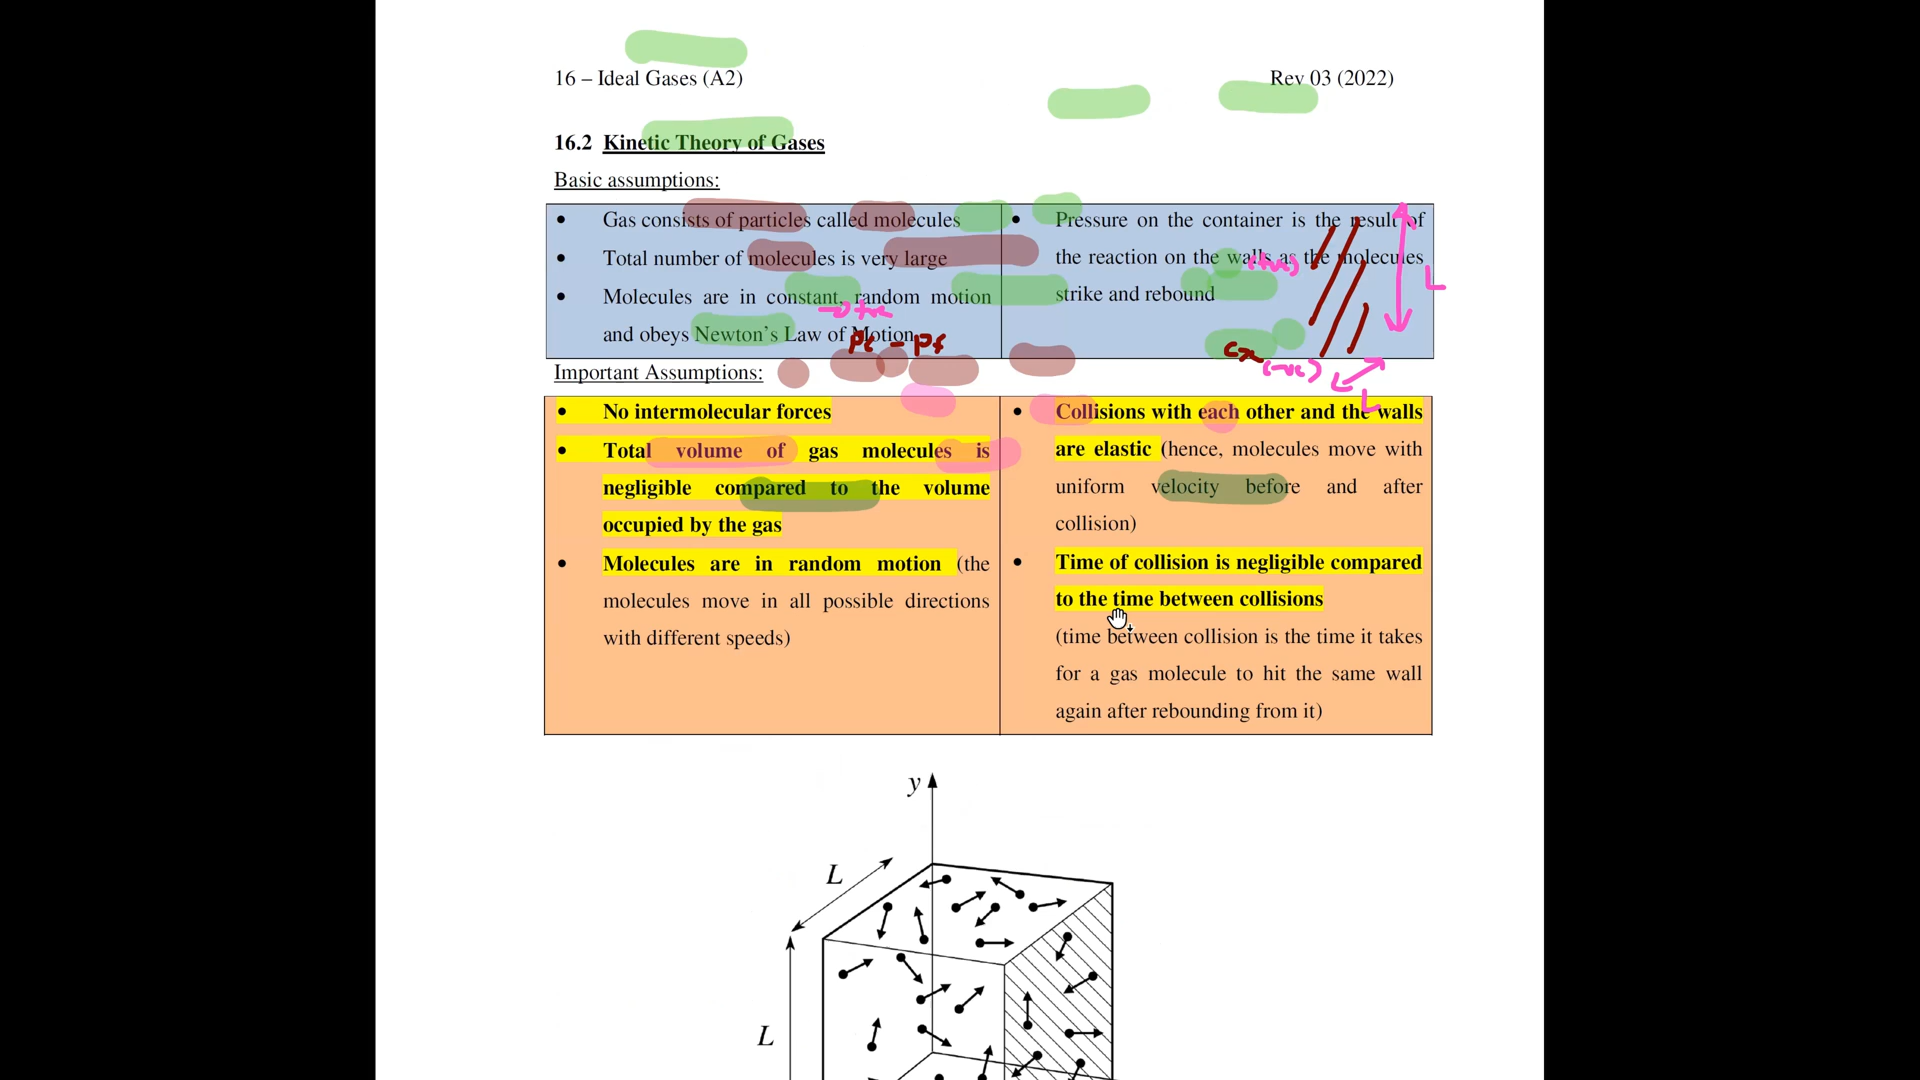 16 – Ideal Gases (A2)
Rev 03 (2022)
16.2 Kinetic Theory of Gases
Basic assumptions:
• Gas consists of particles called molecules
• Total number of molecules is very large
• Molecules are in constant, random motion
and obeys Newton's Law of Motion
• Pressure on the container is the result of
the reaction on the walls as the molecules
strike and rebound
(+ve)
L
→ +ve
Pi - Pf
cx
(-ve)
L
Important Assumptions:
• No intermolecular forces
• Total volume of gas molecules is
negligible compared to the volume
occupied by the gas
• Molecules are in random motion (the
molecules move in all possible directions
with different speeds)
• Collisions with each other and the walls
are elastic (hence, molecules move with
uniform velocity before and after
collision)
• Time of collision is negligible compared
to the time between collisions
(time between collision is the time it takes
for a gas molecule to hit the same wall
again after rebounding from it)
y
L
L